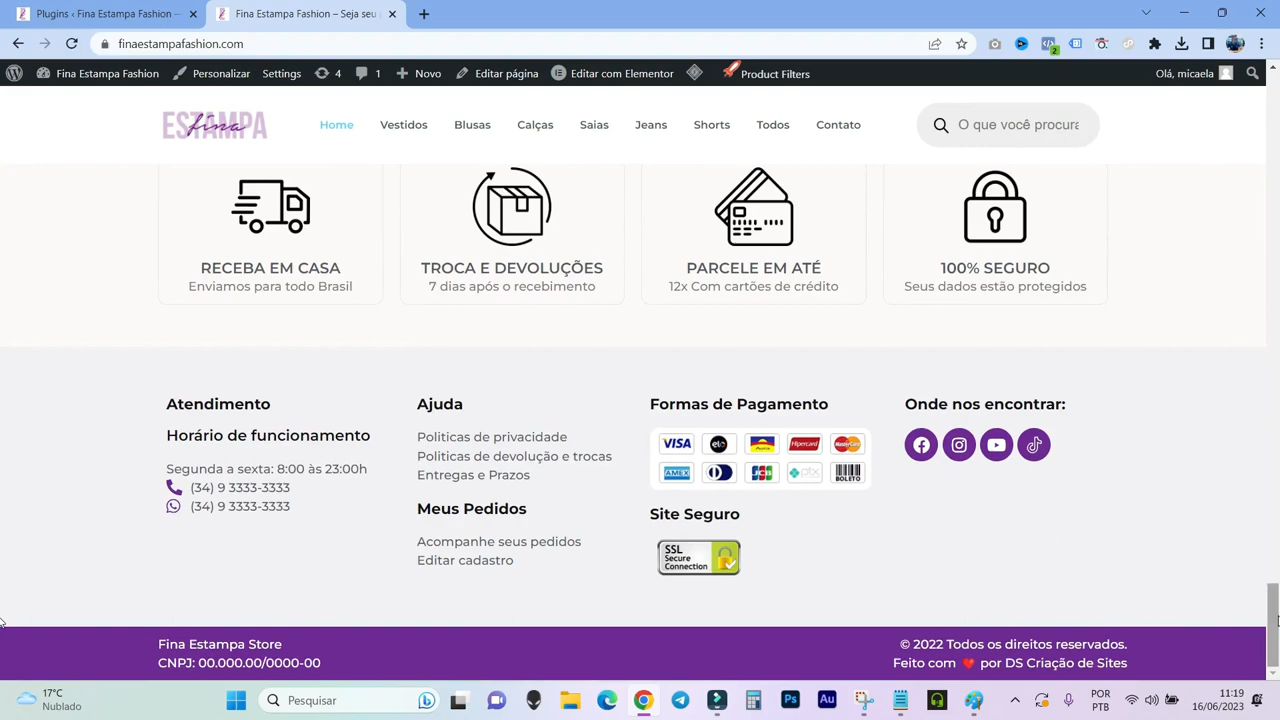 Plugins ‹ Fina Estampa Fashion —
Fina Estampa Fashion – Seja seu
finaestampafashion.com
2
Fina Estampa Fashion
Personalizar
Settings
4
1
Novo
Editar página
Editar com Elementor
Product Filters
Olá, micaela
ESTAMPA
fina
Home
Vestidos
Blusas
Calças
Saias
Jeans
Shorts
Todos
Contato
O que você procura
RECEBA EM CASA
Enviamos para todo Brasil
TROCA E DEVOLUÇÕES
7 dias após o recebimento
PARCELE EM ATÉ
12x Com cartões de crédito
100% SEGURO
Seus dados estão protegidos
Atendimento
Horário de funcionamento
Segunda a sexta: 8:00 às 23:00h
(34) 9 3333-3333
(34) 9 3333-3333
Ajuda
Politicas de privacidade
Politicas de devolução e trocas
Entregas e Prazos
Meus Pedidos
Acompanhe seus pedidos
Editar cadastro
Formas de Pagamento
VISA
elo
Hipercard
MasterCard
AMEX
JCB
ptx
BOLETO
Site Seguro
SSL
Secure
Connection
Onde nos encontrar:
Fina Estampa Store
CNPJ: 00.000.00/0000-00
© 2022 Todos os direitos reservados.
Feito com ❤️ por DS Criação de Sites
17°C
Nublado
Pesquisar
Ps
Au
POR
PTB
11:19
16/06/2023